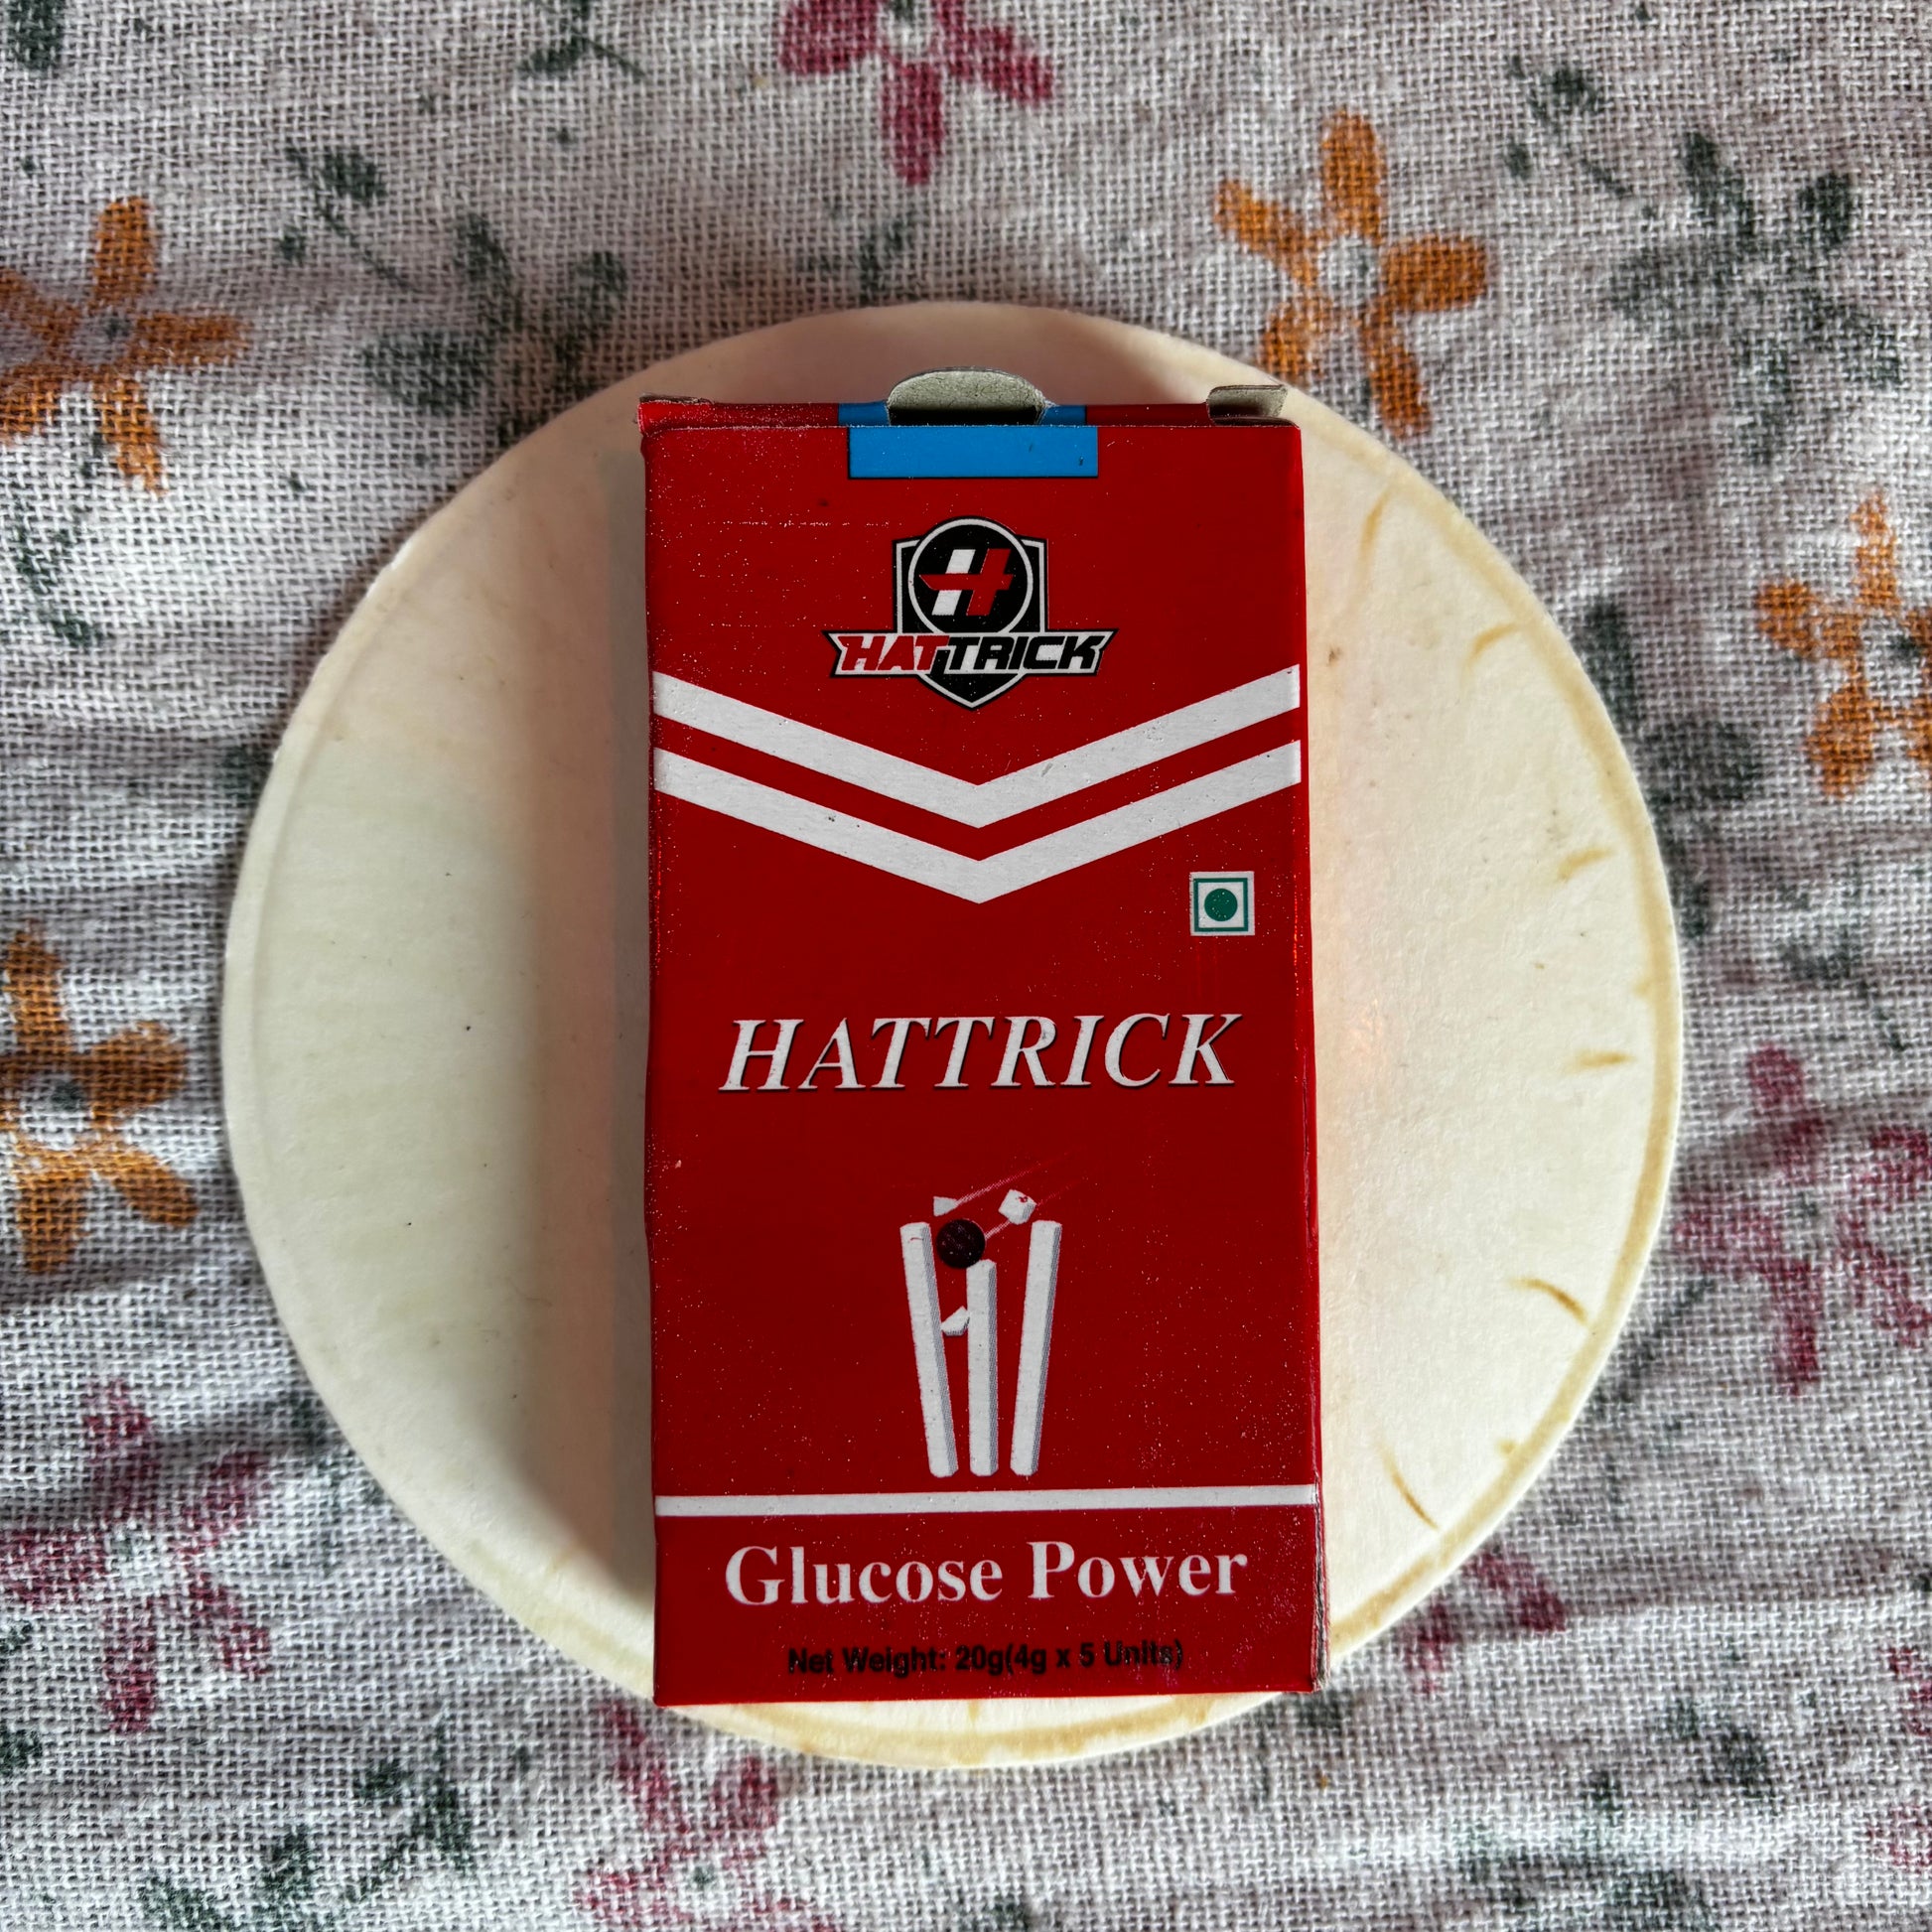 H
HATTRICK
HATTRICK
Glucose Power
Net Weight: 20g(4g x 5 Units)